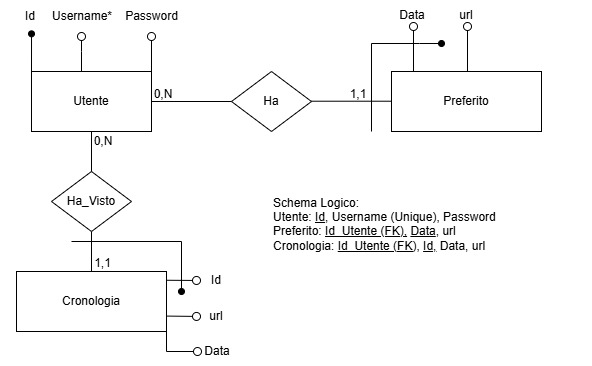 Id Username* Password
Data url
Utente
0,N
Ha
1,1
Preferito
0,N
Ha_Visto
Schema Logico:
Utente: Id, Username (Unique), Password
Preferito: Id_Utente (FK), Data, url
Cronologia: Id_Utente (FK), Id, Data, url
1,1
Cronologia
Id
url
Data